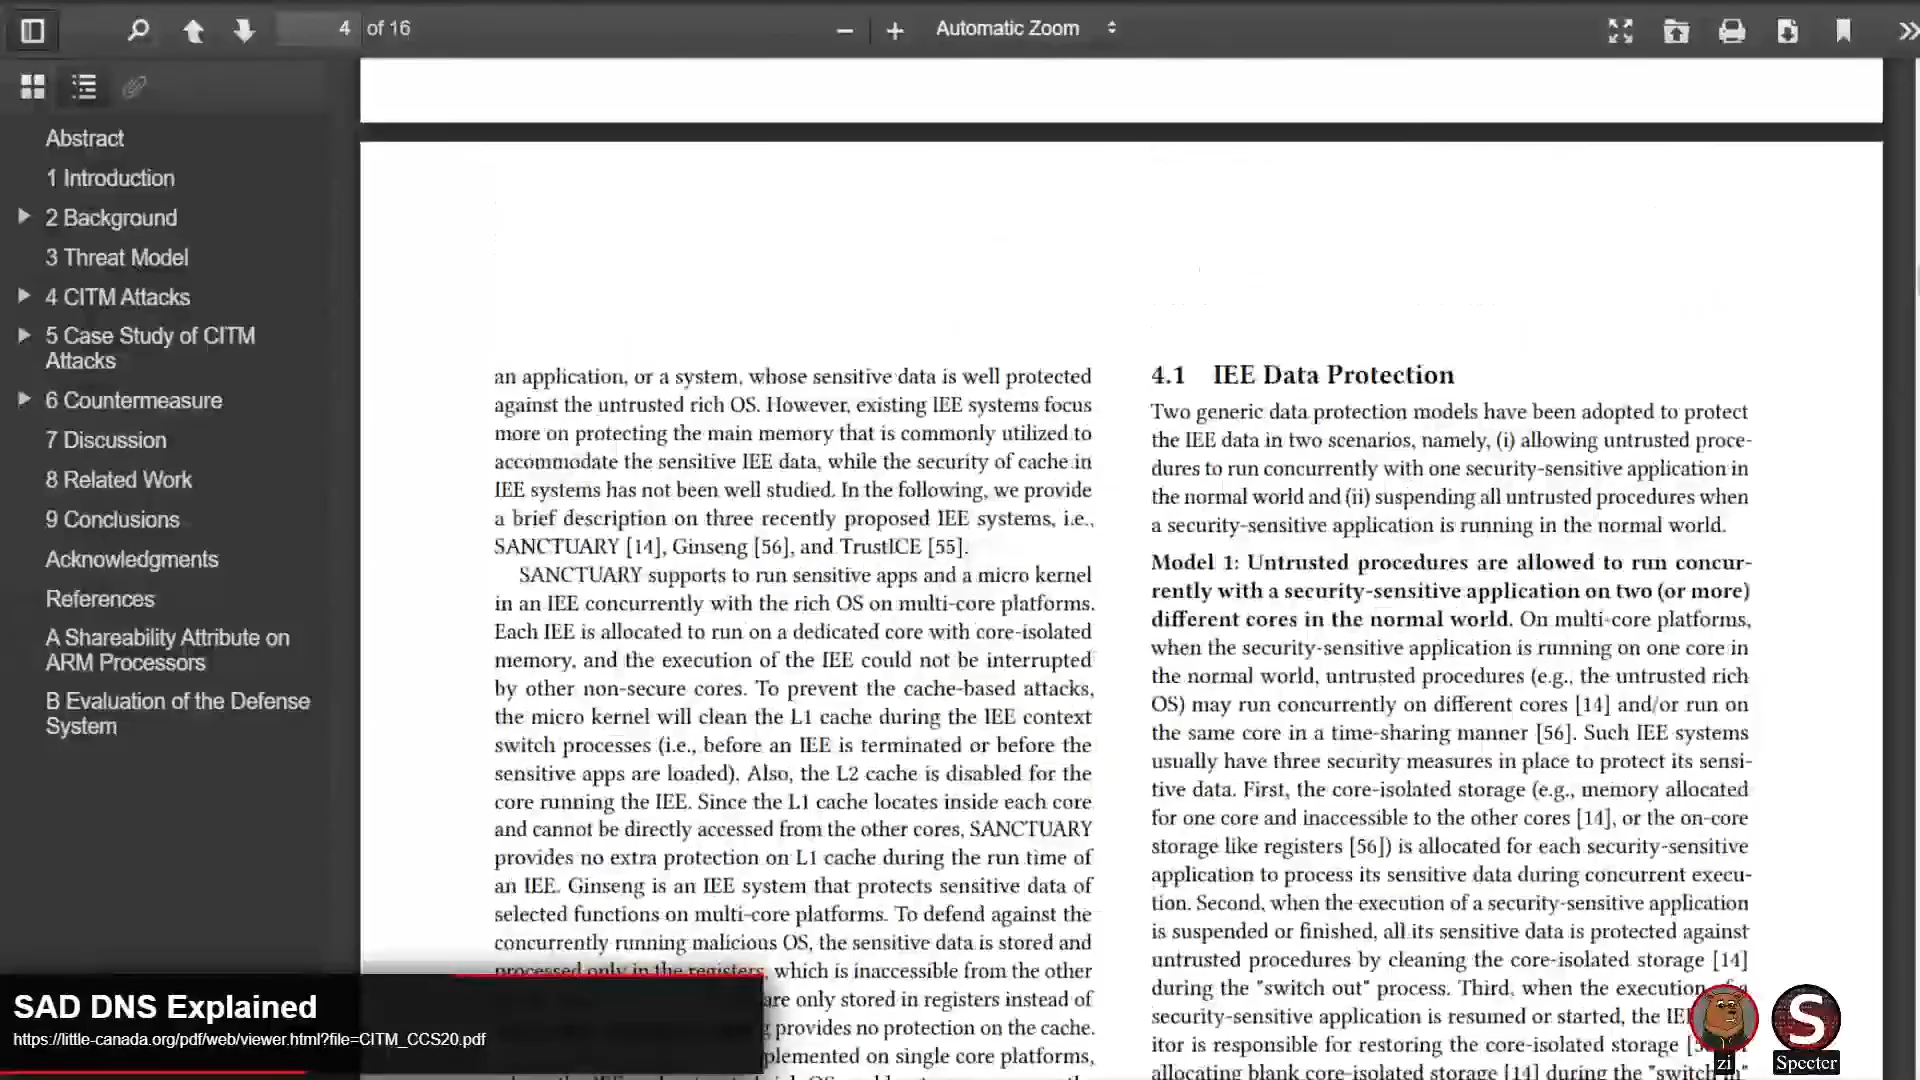 4 of 16
Automatic Zoom
Abstract
1 Introduction
2 Background
3 Threat Model
4 CITM Attacks
5 Case Study of CITM
Attacks
6 Countermeasure
7 Discussion
8 Related Work
9 Conclusions
Acknowledgments
References
A Shareability Attribute on
ARM Processors
B Evaluation of the Defense
System
an application, or a system, whose sensitive data is well protected
against the untrusted rich OS. However, existing IEE systems focus
more on protecting the main memory that is commonly utilized to
accommodate the sensitive IEE data, while the security of cache in
IEE systems has not been well studied. In the following, we provide
a brief description on three recently proposed IEE systems, i.e.,
SANCTUARY [14], Ginseng [56], and TrustICE [55].
SANCTUARY supports to run sensitive apps and a micro kernel
in an IEE concurrently with the rich OS on multi-core platforms.
Each IEE is allocated to run on a dedicated core with core-isolated
memory, and the execution of the IEE could not be interrupted
by other non-secure cores. To prevent the cache-based attacks,
the micro kernel will clean the L1 cache during the IEE context
switch processes (i.e., before an IEE is terminated or before the
sensitive apps are loaded). Also, the L2 cache is disabled for the
core running the IEE. Since the L1 cache locates inside each core
and cannot be directly accessed from the other cores, SANCTUARY
provides no extra protection on L1 cache during the run time of
an IEE. Ginseng is an IEE system that protects sensitive data of
selected functions on multi-core platforms. To defend against the
concurrently running malicious OS, the sensitive data is stored and
processed only in the registers, which is inaccessible from the other
are only stored in registers instead of
provides no protection on the cache.
plemented on single core platforms,
4.1 IEE Data Protection
Two generic data protection models have been adopted to protect
the IEE data in two scenarios, namely, (i) allowing untrusted proce-
dures to run concurrently with one security-sensitive application in
the normal world and (ii) suspending all untrusted procedures when
a security-sensitive application is running in the normal world.
Model 1: Untrusted procedures are allowed to run concur-
rently with a security-sensitive application on two (or more)
different cores in the normal world. On multi-core platforms,
when the security-sensitive application is running on one core in
the normal world, untrusted procedures (e.g., the untrusted rich
OS) may run concurrently on different cores [14] and/or run on
the same core in a time-sharing manner [56]. Such IEE systems
usually have three security measures in place to protect its sensi-
tive data. First, the core-isolated storage (e.g., memory allocated
for one core and inaccessible to the other cores [14], or the on-core
storage like registers [56]) is allocated for each security-sensitive
application to process its sensitive data during concurrent execu-
tion. Second, when the execution of a security-sensitive application
is suspended or finished, all its sensitive data is protected against
untrusted procedures by cleaning the core-isolated storage [14]
during the "switch out" process. Third, when the execution
security-sensitive application is resumed or started, the
itor is responsible for restoring the core-isolated storage
allocating blank core-isolated storage [14] during the "switch in"
SAD DNS Explained
https://little-canada.org/pdf/web/viewer.html?file=CITM_CCS20.pdf
zi
S
Specter